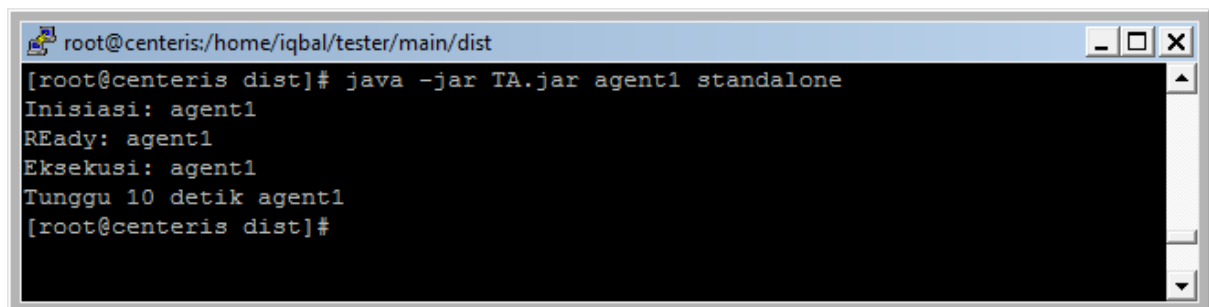 root@centeris:/home/iqbal/tester/main/dist
[root@centeris dist]# java -jar TA.jar agent1 standalone
Inisiasi: agent1
REady: agent1
Eksekusi: agent1
Tunggu 10 detik agent1
[root@centeris dist]#